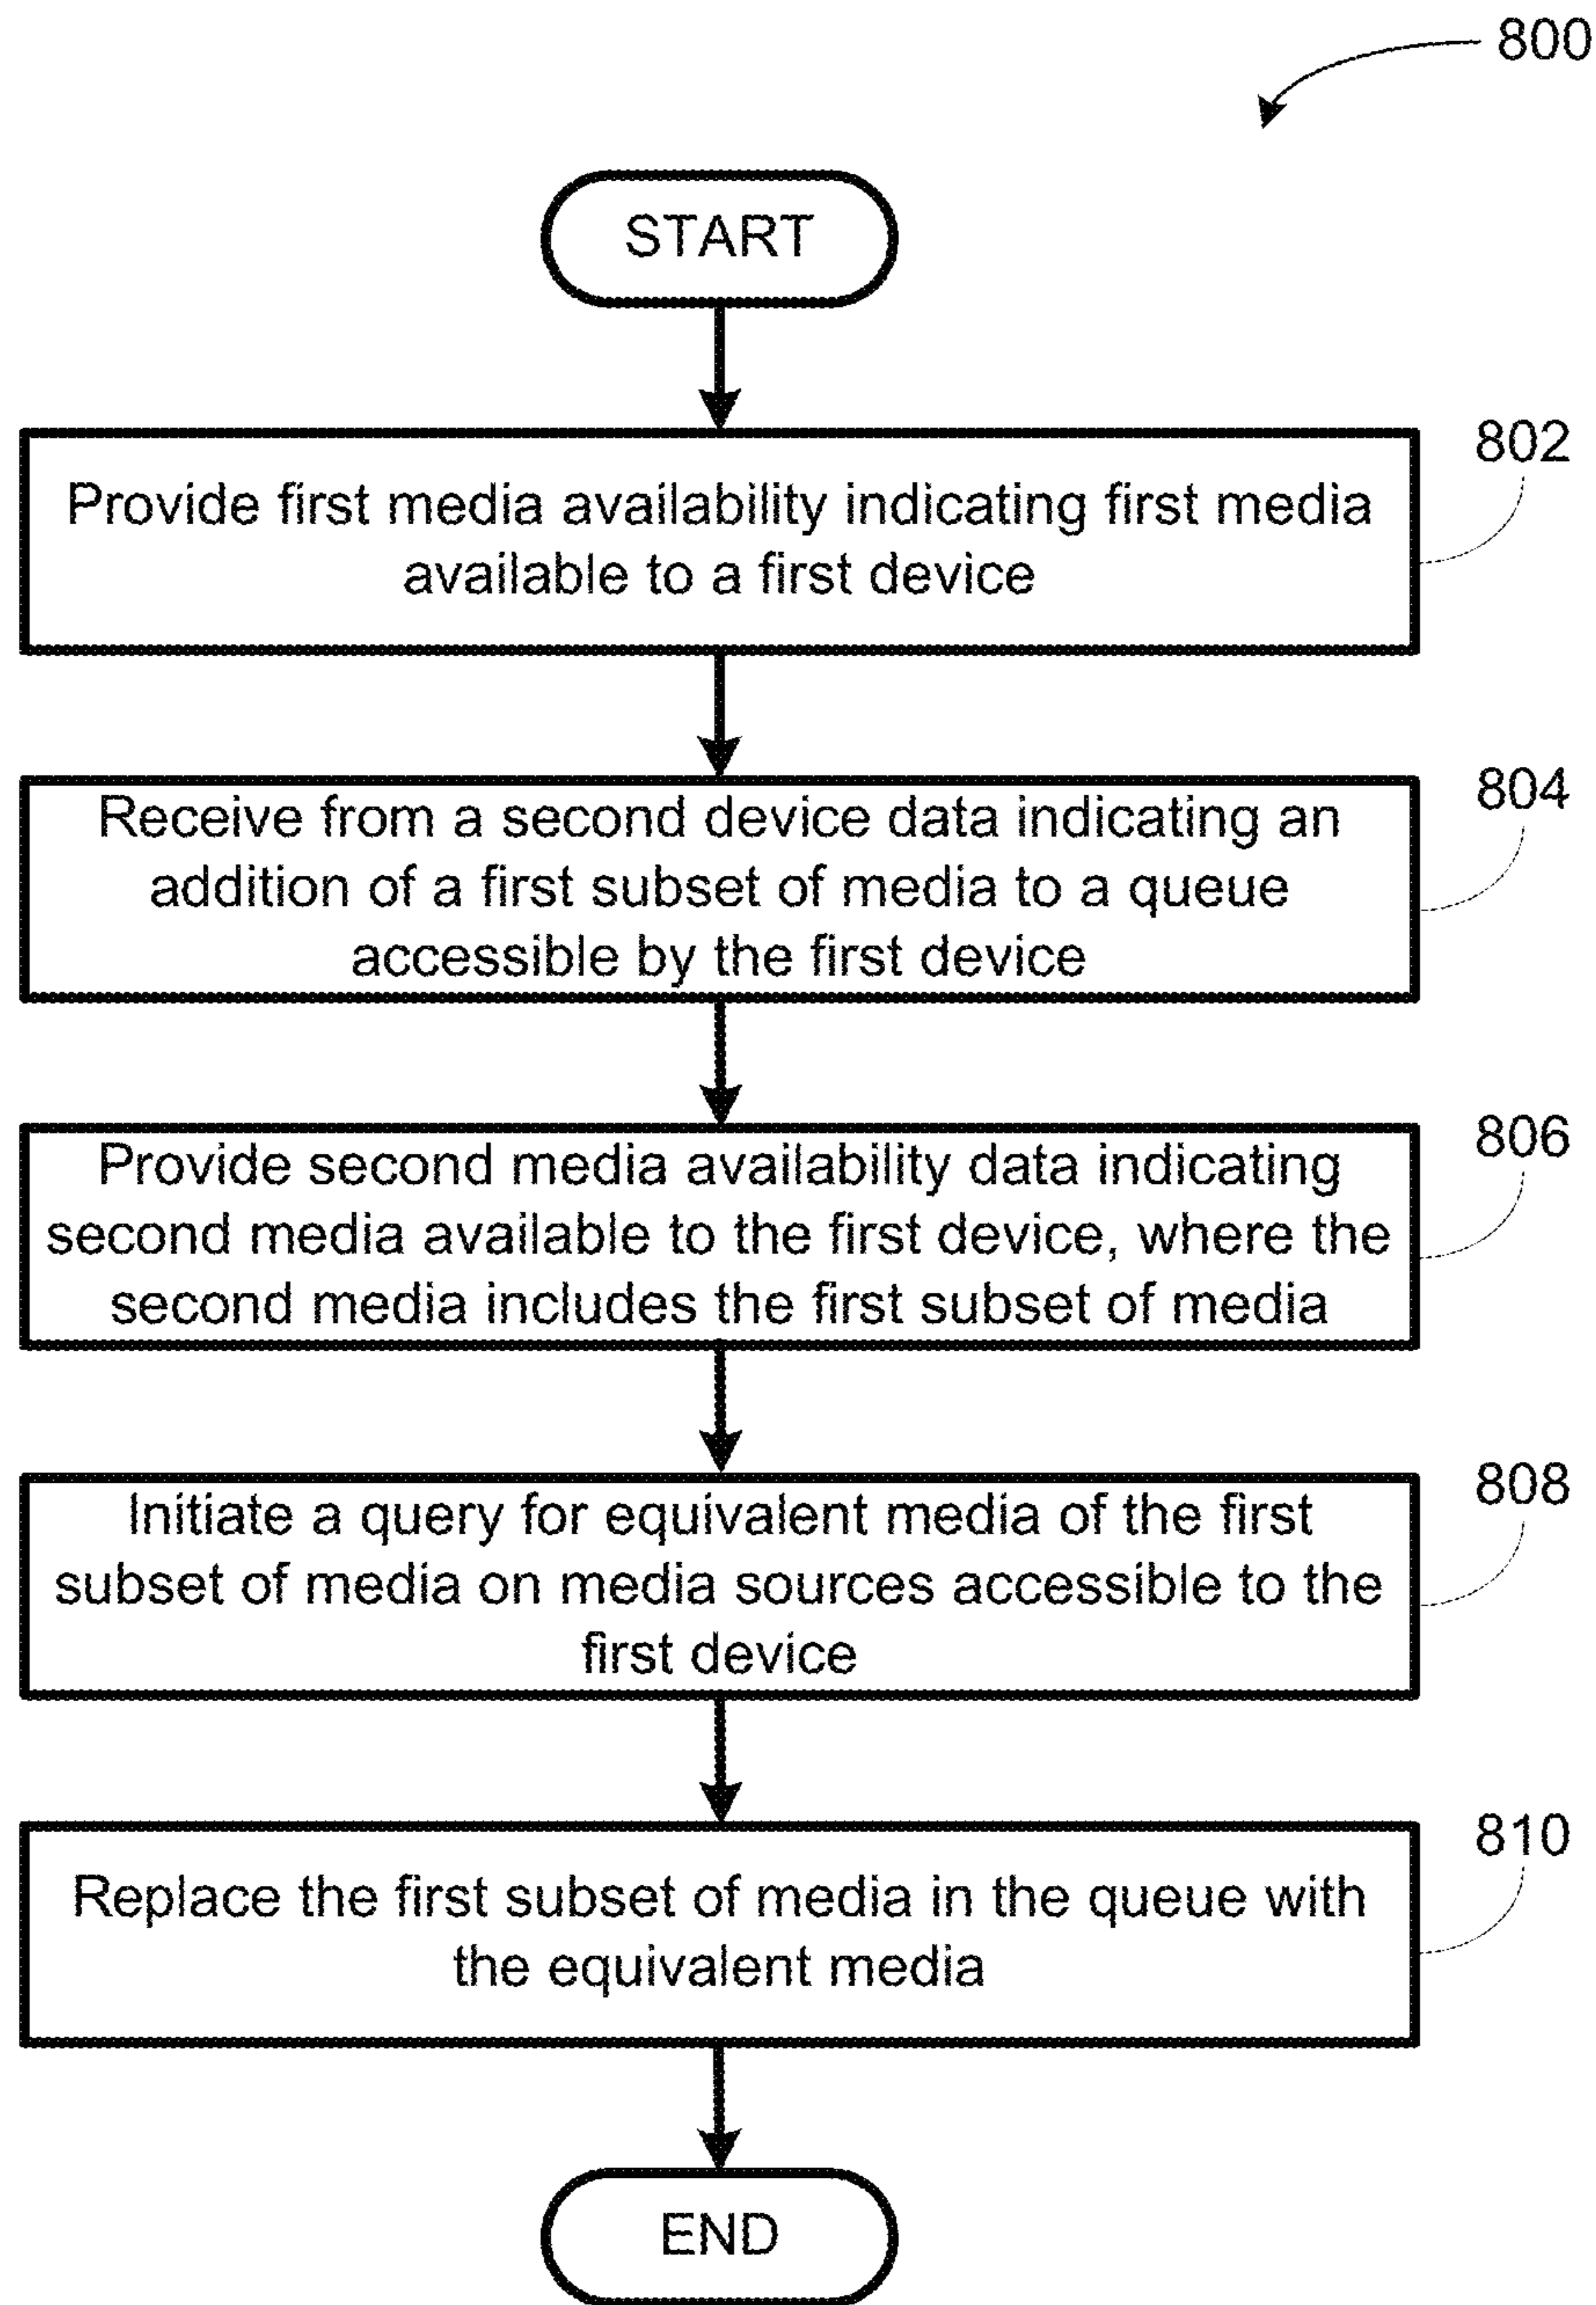 800
START
802
Provide first media availability indicating first media
available to a first device
804
Receive from a second device data indicating an
addition of a first subset of media to a queue
accessible by the first device
806
Provide second media availability data indicating
second media available to the first device, where the
second media includes the first subset of media
808
Initiate a query for equivalent media of the first
subset of media on media sources accessible to the
first device
810
Replace the first subset of media in the queue with
the equivalent media
END